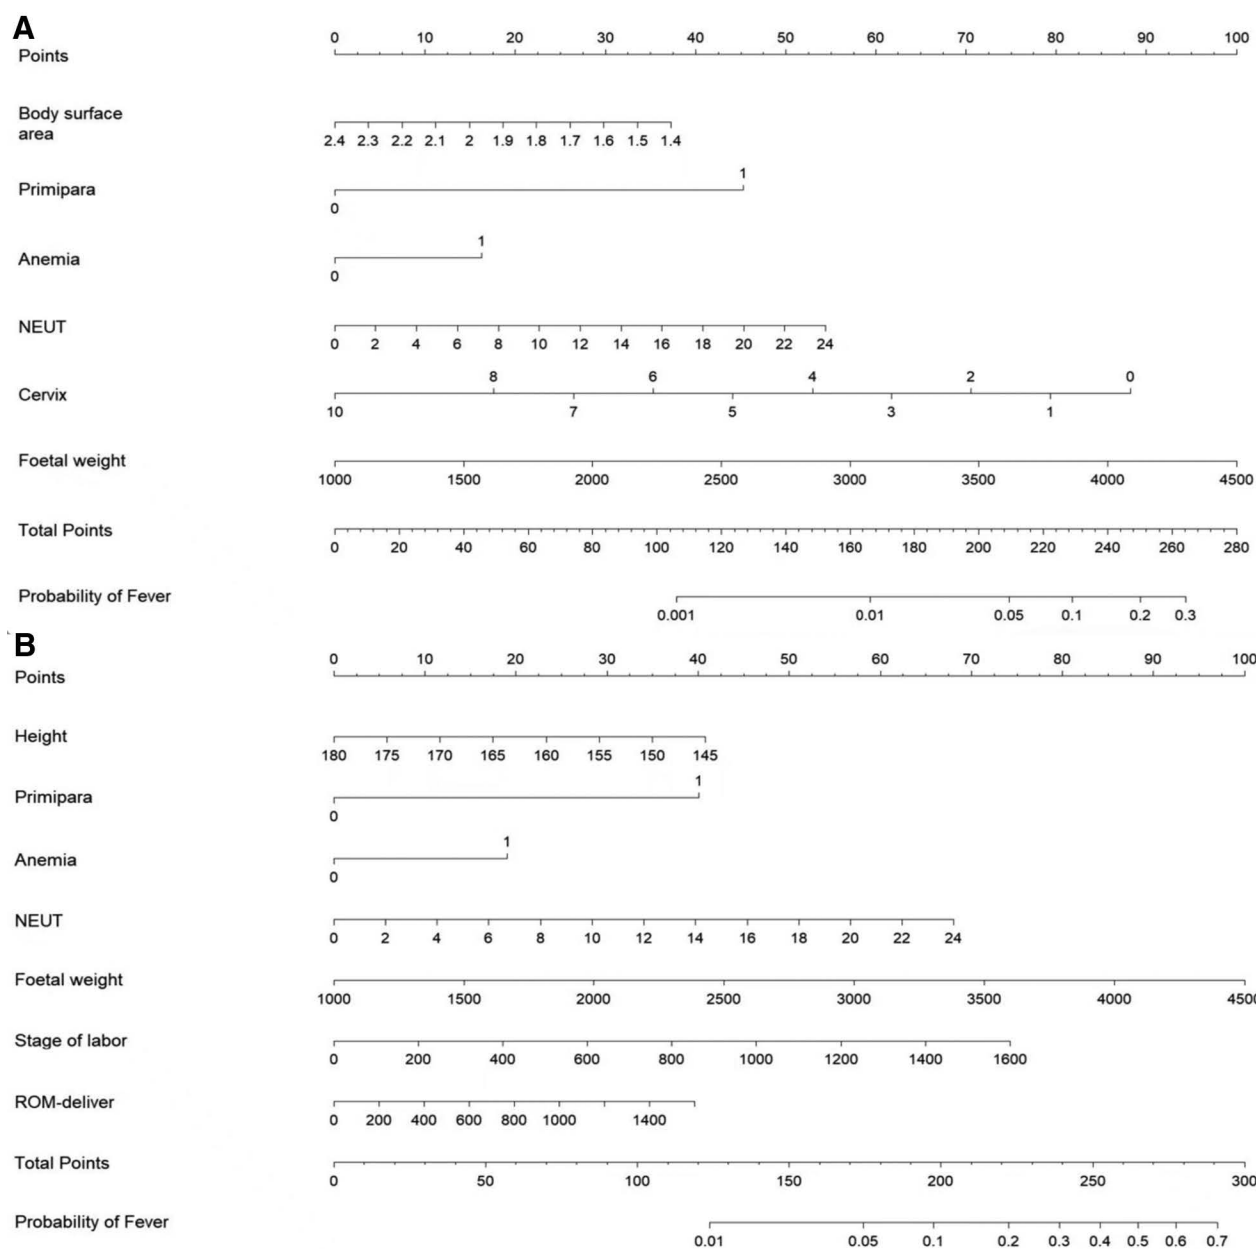 A
0 10 20 30 40 50 60 70 80 90 100
Points
Body surface
area
2.4 2.3 2.2 2.1 2 1.9 1.8 1.7 1.6 1.5 1.4
1
Primipara
0
1
Anemia
0
NEUT
0 2 4 6 8 10 12 14 16 18 20 22 24
8 6 4 2 0
Cervix
10 7 5 3 1
Foetal weight
1000 1500 2000 2500 3000 3500 4000 4500
Total Points
0 20 40 60 80 100 120 140 160 180 200 220 240 260 280
Probability of Fever
0.001 0.01 0.05 0.1 0.2 0.3
B
0 10 20 30 40 50 60 70 80 90 100
Points
Height
180 175 170 165 160 155 150 145
1
Primipara
0
1
Anemia
0
NEUT
0 2 4 6 8 10 12 14 16 18 20 22 24
Foetal weight
1000 1500 2000 2500 3000 3500 4000 4500
Stage of labor
0 200 400 600 800 1000 1200 1400 1600
ROM-deliver
0 200 400 600 800 1000 1400
Total Points
0 50 100 150 200 250 300
Probability of Fever
0.01 0.05 0.1 0.2 0.3 0.4 0.5 0.6 0.7